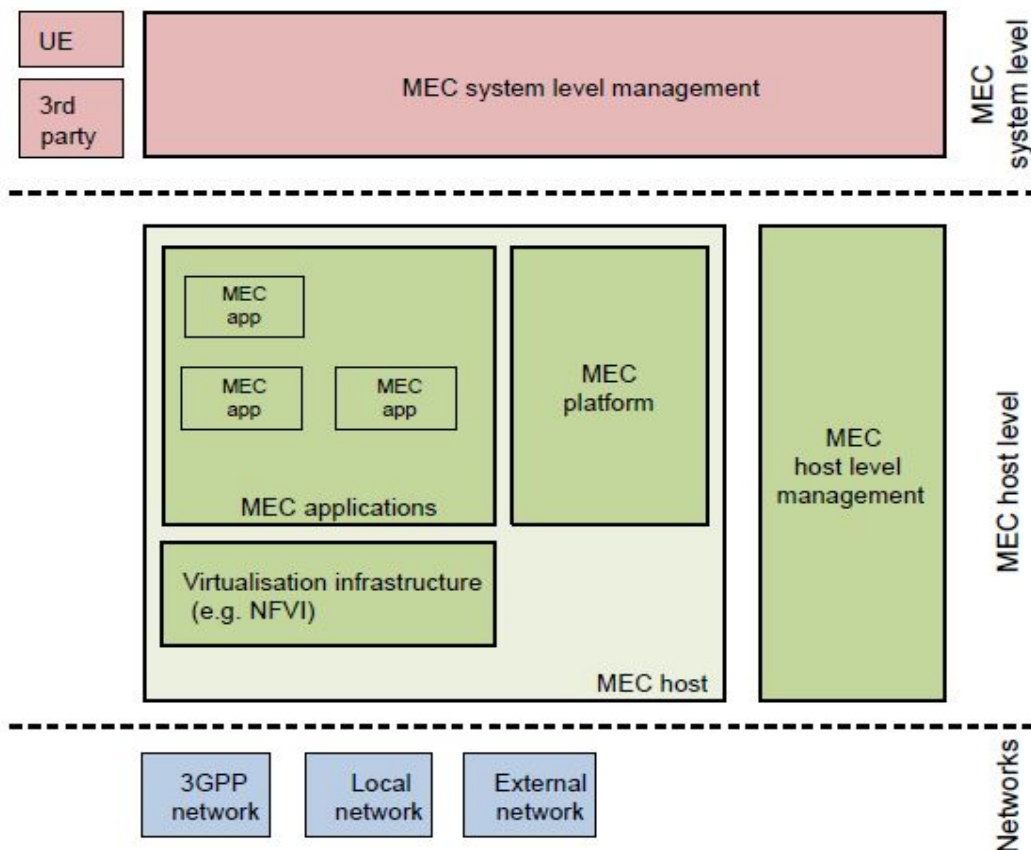 UE
3rd
party
MEC system level management
MEC
system level
MEC
app
MEC
app
MEC
app
MEC applications
MEC
platform
Virtualisation infrastructure
(e.g. NFVI)
MEC host
MEC
host level
management
MEC host level
3GPP
network
Local
network
External
network
Networks